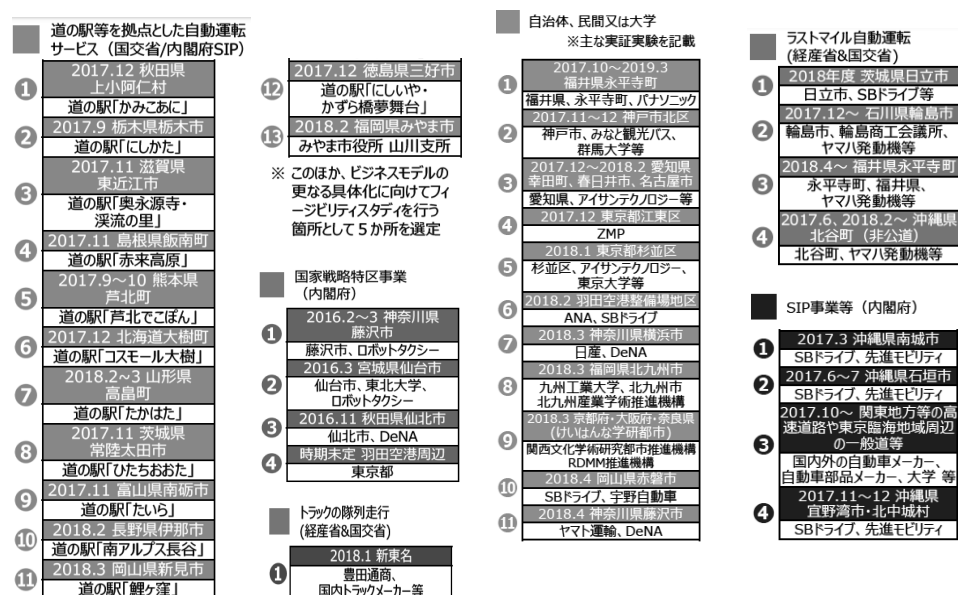 道の駅等を拠点とした自動運転
サービス（国交省/内閣府SIP）
1
2017.12 秋田県
上小阿仁村
道の駅「かみこあに」
2
2017.9 栃木県栃木市
道の駅「にしかた」
3
2017.11 滋賀県
東近江市
道の駅「奥永源寺・
渓流の里」
4
2017.11 島根県飯南町
道の駅「赤来高原」
5
2017.9～10 熊本県
芦北町
道の駅「芦北でこぽん」
6
2017.12 北海道大樹町
道の駅「コスモール大樹」
7
2018.2～3 山形県
高畠町
道の駅「たかはた」
8
2017.11 茨城県
常陸太田市
道の駅「ひたちおおた」
9
2017.11 富山県南砺市
道の駅「たいら」
10
2018.2 長野県伊那市
道の駅「南アルプス長谷」
11
2018.3 岡山県新見市
道の駅「鯉ヶ窪」
12
2017.12 徳島県三好市
道の駅「にしいや・
かずら橋夢舞台」
13
2018.2 福岡県みやま市
みやま市役所 山川支所
※ このほか、ビジネスモデルの
更なる具体化に向けてフィ
ージビリティスタディを行う
箇所として５か所を選定
国家戦略特区事業
（内閣府）
1
2016.2～3 神奈川県
藤沢市
藤沢市、ロボットタクシー
2
2016.3 宮城県仙台市
仙台市、東北大学、
ロボットタクシー
3
2016.11 秋田県仙北市
仙北市、DeNA
4
時期未定 羽田空港周辺
東京都
トラックの隊列走行
(経産省&国交省)
1
2018.1 新東名
豊田通商、
国内トラックメーカー等
自治体、民間又は大学
※主な実証実験を記載
1
2017.10～2019.3
福井県永平寺町
福井県、永平寺町、パナソニック
2
2017.11～12 神戸市北区
神戸市、みなと観光バス、
群馬大学等
3
2017.12～2018.2 愛知県
幸田町、春日井市、名古屋市
愛知県、アイサンテクノロジー等
4
2017.12 東京都江東区
ZMP
5
2018.1 東京都杉並区
杉並区、アイサンテクノロジー、
東京大学等
6
2018.2 羽田空港整備場地区
ANA、SBドライブ
7
2018.3 神奈川県横浜市
日産、DeNA
8
2018.3 福岡県北九州市
九州工業大学、北九州市
北九州産業学術推進機構
9
2018.3 京都府・大阪府・奈良県
（けいはんな学研都市）
関西文化学術研究都市推進機構
RDMM推進機構
10
2018.4 岡山県赤磐市
SBドライブ、宇野自動車
11
2018.4 神奈川県藤沢市
ヤマト運輸、DeNA
ラストマイル自動運転
(経産省&国交省)
1
2018年度 茨城県日立市
日立市、SBドライブ等
2
2017.12～ 石川県輪島市
輪島市、輪島商工会議所、
ヤマハ発動機等
3
2018.4～ 福井県永平寺町
永平寺町、福井県、
ヤマハ発動機等
4
2017.6、2018.2～ 沖縄県
北谷町（非公道）
北谷町、ヤマハ発動機等
SIP事業等（内閣府）
1
2017.3 沖縄県南城市
SBドライブ、先進モビリティ
2
2017.6～7 沖縄県石垣市
SBドライブ、先進モビリティ
3
2017.10～ 関東地方等の高
速道路や東京臨海地域周辺
の一般道等
国内外の自動車メーカー、
自動車部品メーカー、大学 等
4
2017.11～12 沖縄県
宜野湾市・北中城村
SBドライブ、先進モビリティ